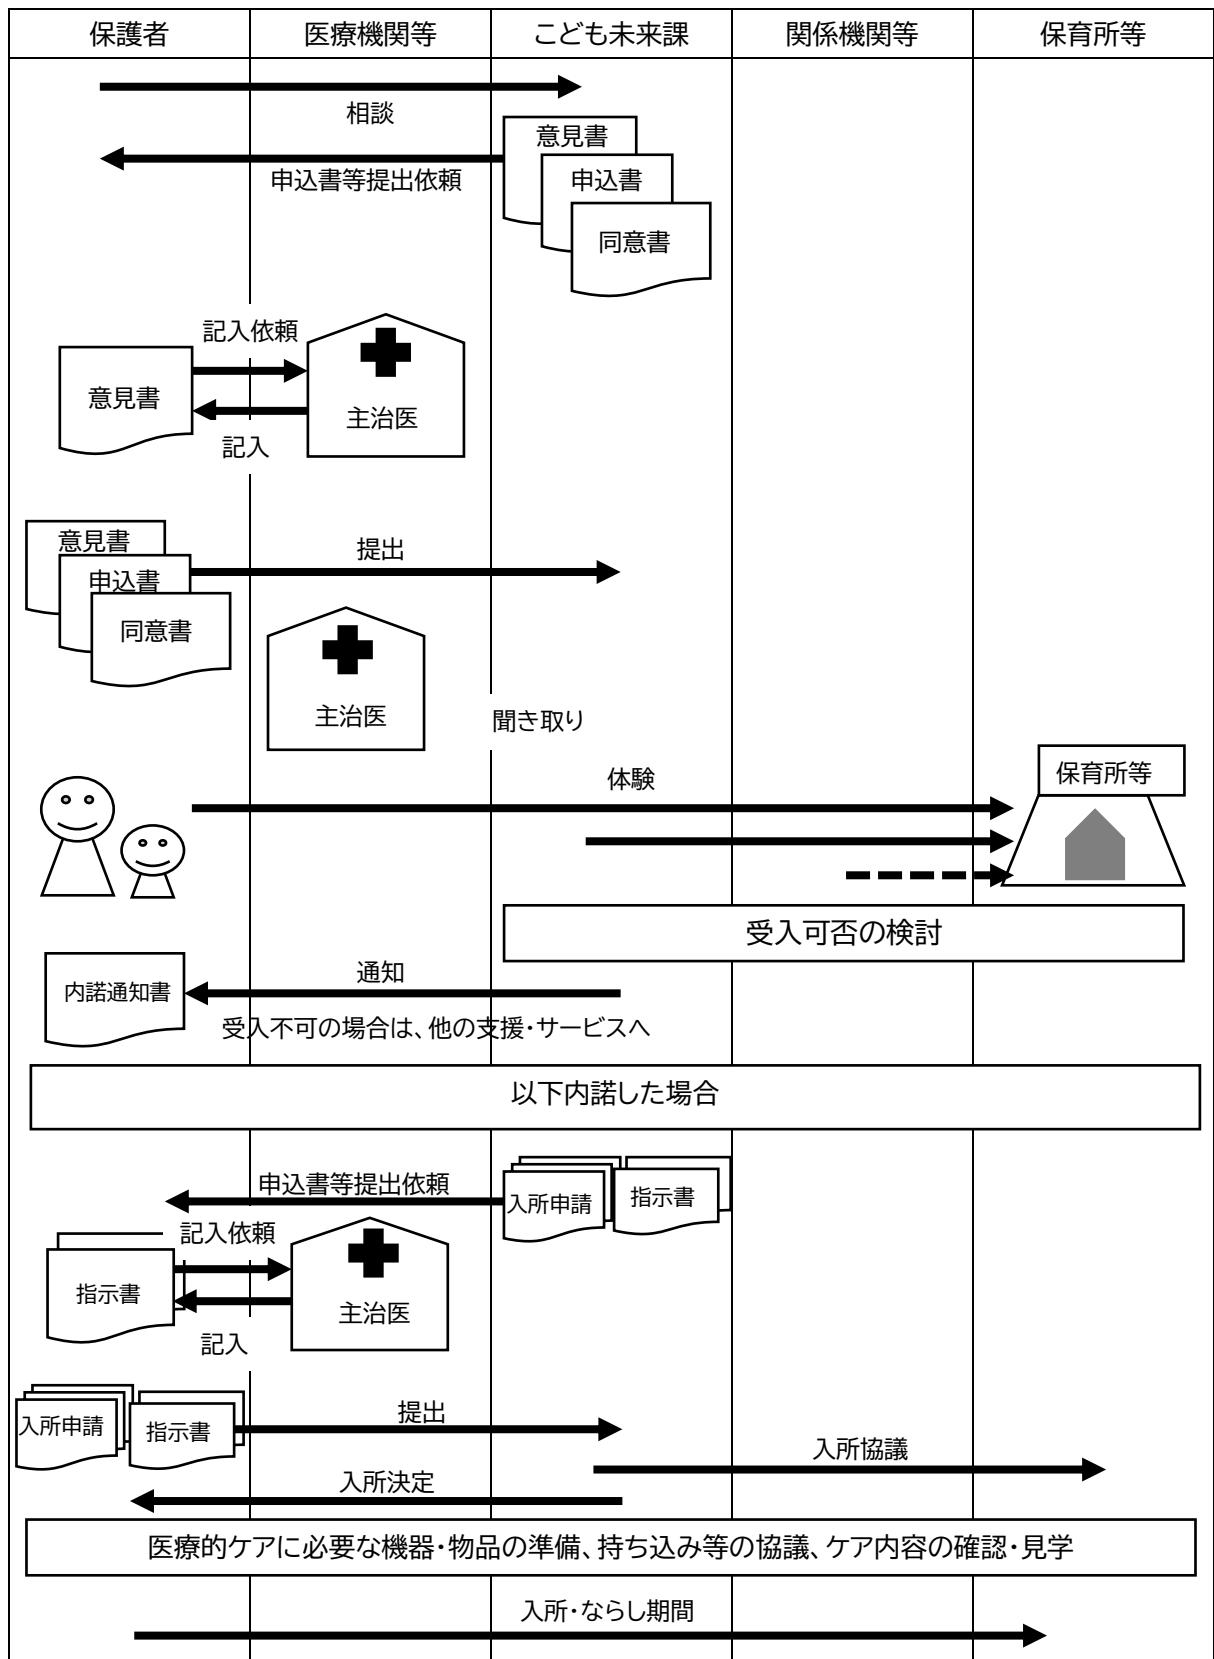 保護者
医療機関等
こども未来課
関係機関等
保育所等
相談
意見書
申込書
同意書
申込書等提出依頼
記入依頼
意見書
主治医
記入
意見書
申込書
同意書
提出
主治医
聞き取り
体験
保育所等
受入可否の検討
通知
内諾通知書
受入不可の場合は、他の支援・サービスへ
以下内諾した場合
申込書等提出依頼
入所申請
指示書
記入依頼
指示書
主治医
記入
入所申請
指示書
提出
入所協議
入所決定
医療的ケアに必要な機器・物品の準備、持ち込み等の協議、ケア内容の確認・見学
入所・ならし期間